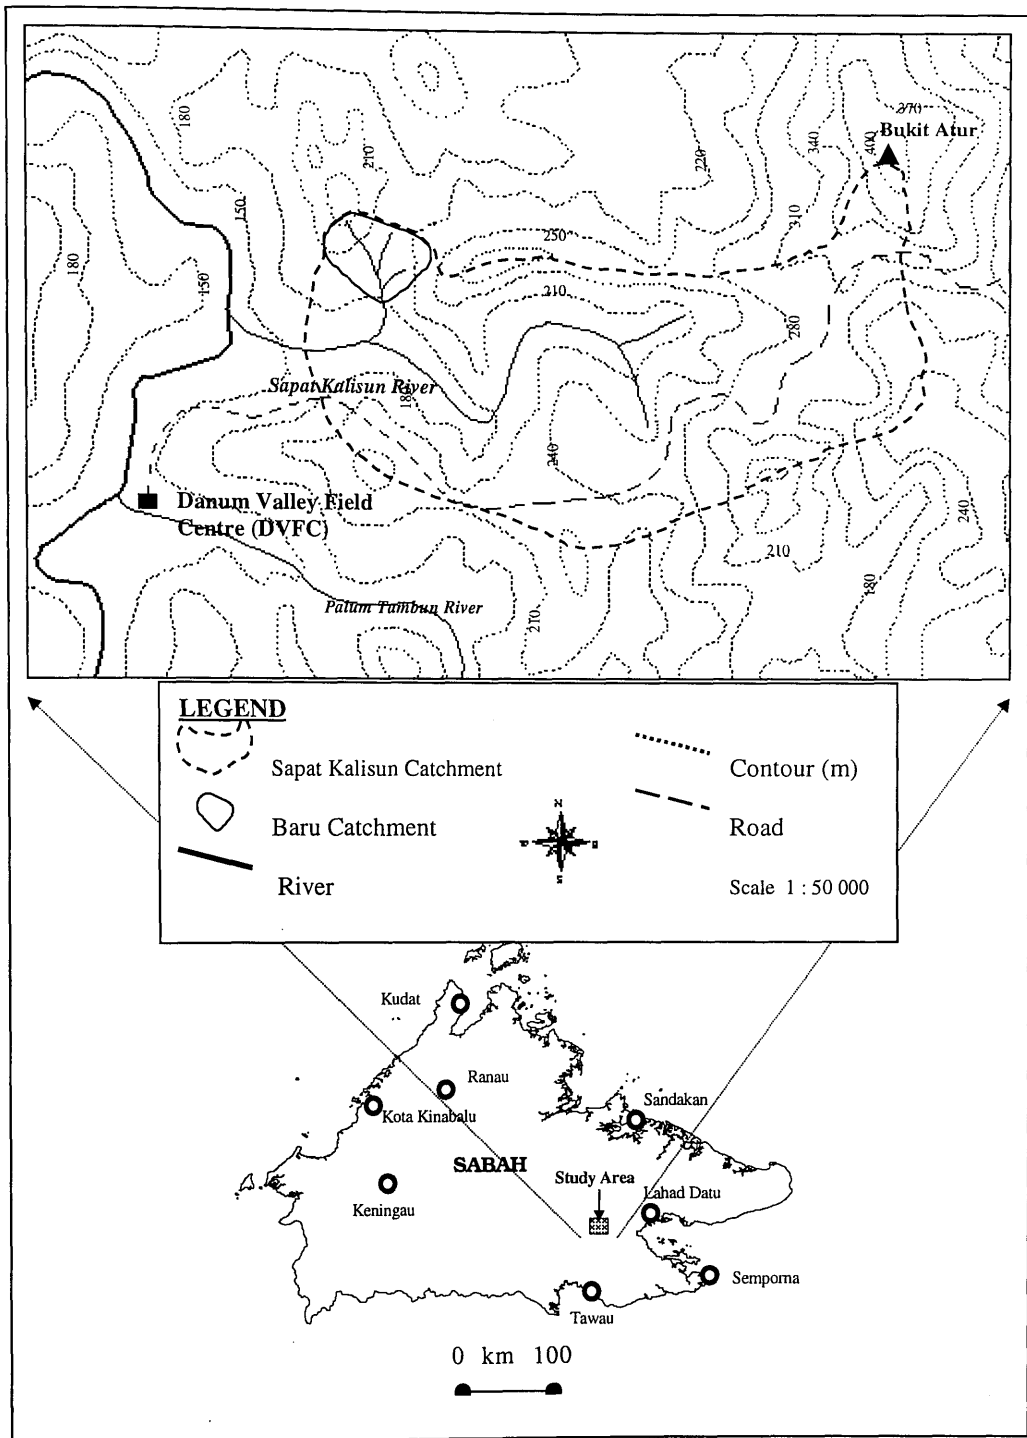 370
Bukit Atur
180
210
340
400
220
150
310
250
180
150
210
280
Sapat Kalisun River
180
240
Danum Valley Field
Centre (DVFC)
240
210
180
Palum Tambun River
210
LEGEND
Sapat Kalisun Catchment
Contour (m)
Baru Catchment
Road
River
Scale 1 : 50 000
Kudat
Ranau
Kota Kinabalu
Sandakan
SABAH
Study Area
Keningau
Lahad Datu
Semporna
Tawau
0 km 100